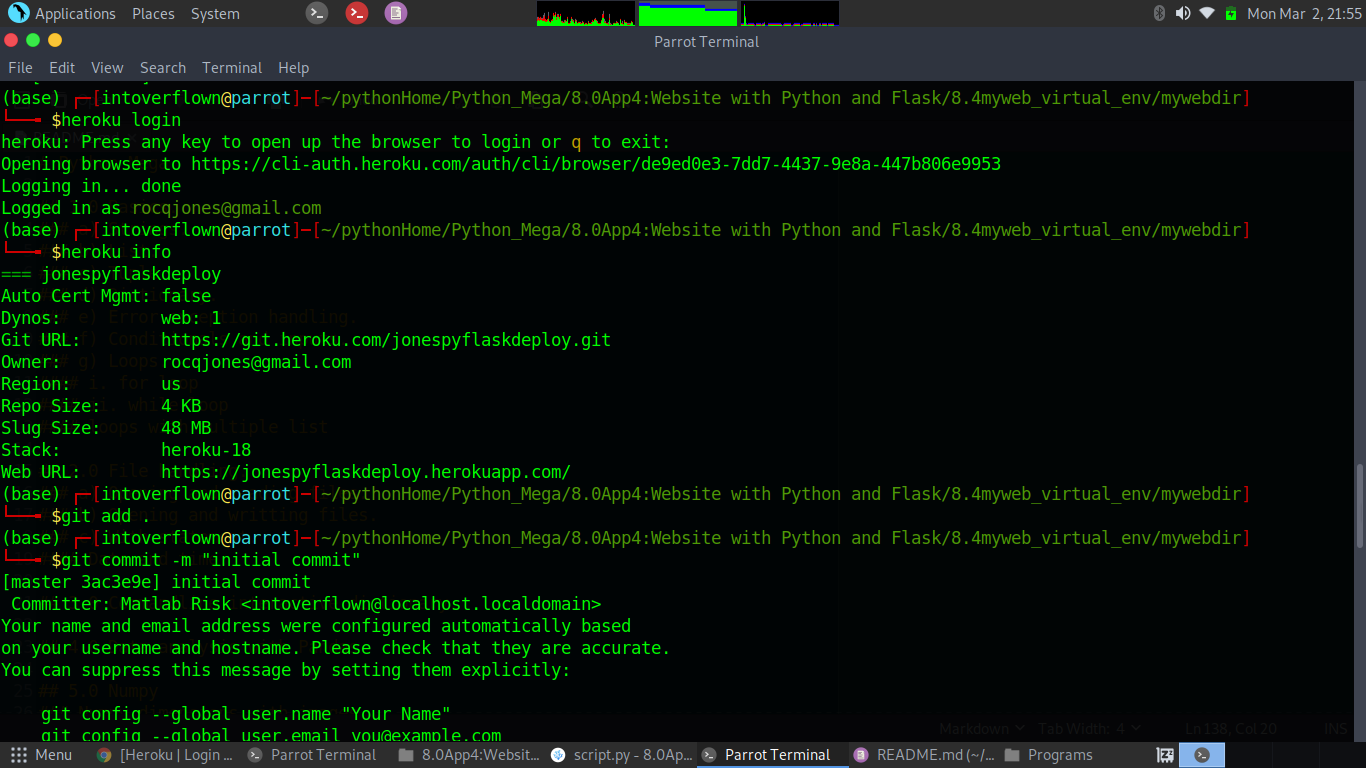 Applications Places System
Mon Mar 2, 21:55
Parrot Terminal
File Edit View Search Terminal Help
(base) ┌─[intoverflown@parrot]─[~/pythonHome/Python_Mega/8.0App4:Website with Python and Flask/8.4myweb_virtual_env/mywebdir]
└──╼ $heroku login
heroku: Press any key to open up the browser to login or q to exit:
Opening browser to https://cli-auth.heroku.com/auth/cli/browser/de9ed0e3-7dd7-4437-9e8a-447b806e9953
Logging in... done
Logged in as rocqjones@gmail.com
(base) ┌─[intoverflown@parrot]─[~/pythonHome/Python_Mega/8.0App4:Website with Python and Flask/8.4myweb_virtual_env/mywebdir]
└──╼ $heroku info
=== jonespyflaskdeploy
Auto Cert Mgmt: false
Dynos: web: 1
Git URL: https://git.heroku.com/jonespyflaskdeploy.git
Owner: rocqjones@gmail.com
Region: us
Repo Size: 4 KB
Slug Size: 48 MB
Stack: heroku-18
Web URL: https://jonespyflaskdeploy.herokuapp.com/
(base) ┌─[intoverflown@parrot]─[~/pythonHome/Python_Mega/8.0App4:Website with Python and Flask/8.4myweb_virtual_env/mywebdir]
└──╼ $git add .
(base) ┌─[intoverflown@parrot]─[~/pythonHome/Python_Mega/8.0App4:Website with Python and Flask/8.4myweb_virtual_env/mywebdir]
└──╼ $git commit -m "initial commit"
[master 3ac3e9e] initial commit
Committer: Matlab Risk <intoverflown@localhost.localdomain>
Your name and email address were configured automatically based
on your username and hostname. Please check that they are accurate.
You can suppress this message by setting them explicitly:
## 5.0 Numpy
git config --global user.name "Your Name"
git config --global user.email you@example.com
Markdown Tab Width: 4 Ln 138, Col 20 INS
Menu [Heroku | Login ... Parrot Terminal 8.0App4:Websit... script.py - 8.0Ap... Parrot Terminal README.md (~/... Programs